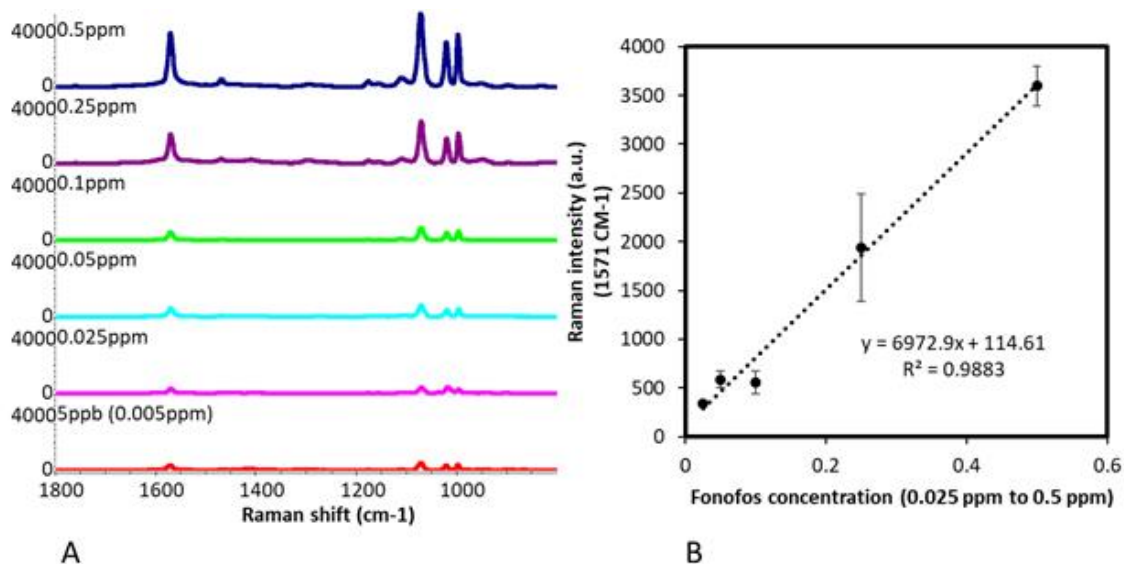 40000.5ppm
0
40000.25ppm
0
40000.1ppm
0
40000.05ppm
0
40000.025ppm
0
40005ppb (0.005ppm)
0
1800 1600 1400 1200 1000
Raman shift (cm-1)
A
Raman intensity (a.u.)
(1571 CM-1)
4000
3500
3000
2500
2000
1500
1000
500
0
y = 6972.9x + 114.61
R² = 0.9883
0 0.2 0.4 0.6
Fonofos concentration (0.025 ppm to 0.5 ppm)
B